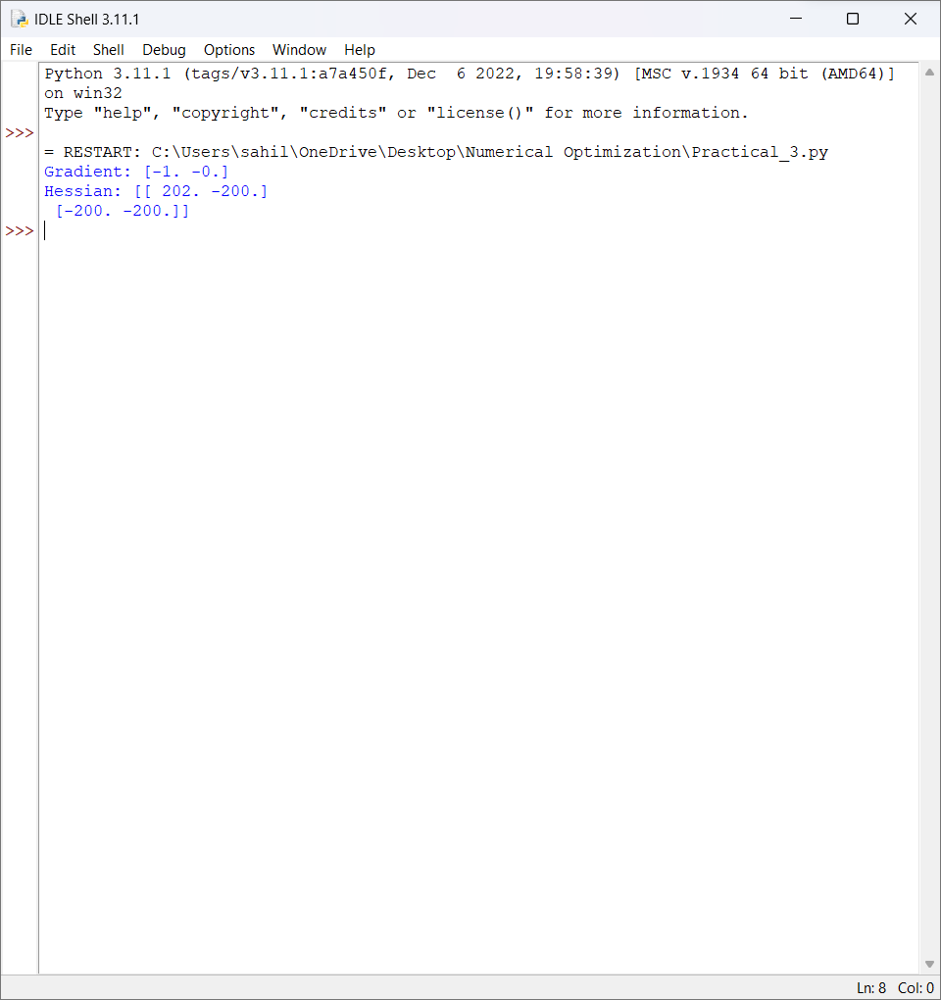 IDLE Shell 3.11.1
File Edit Shell Debug Options Window Help
Python 3.11.1 (tags/v3.11.1:a7a450f, Dec  6 2022, 19:58:39) [MSC v.1934 64 bit (AMD64)]
on win32
Type "help", "copyright", "credits" or "license()" for more information.
>>>
= RESTART: C:\Users\sahil\OneDrive\Desktop\Numerical Optimization\Practical_3.py
Gradient: [-1. -0.]
Hessian: [[ 202. -200.]
 [-200. -200.]]
>>>
Ln: 8 Col: 0